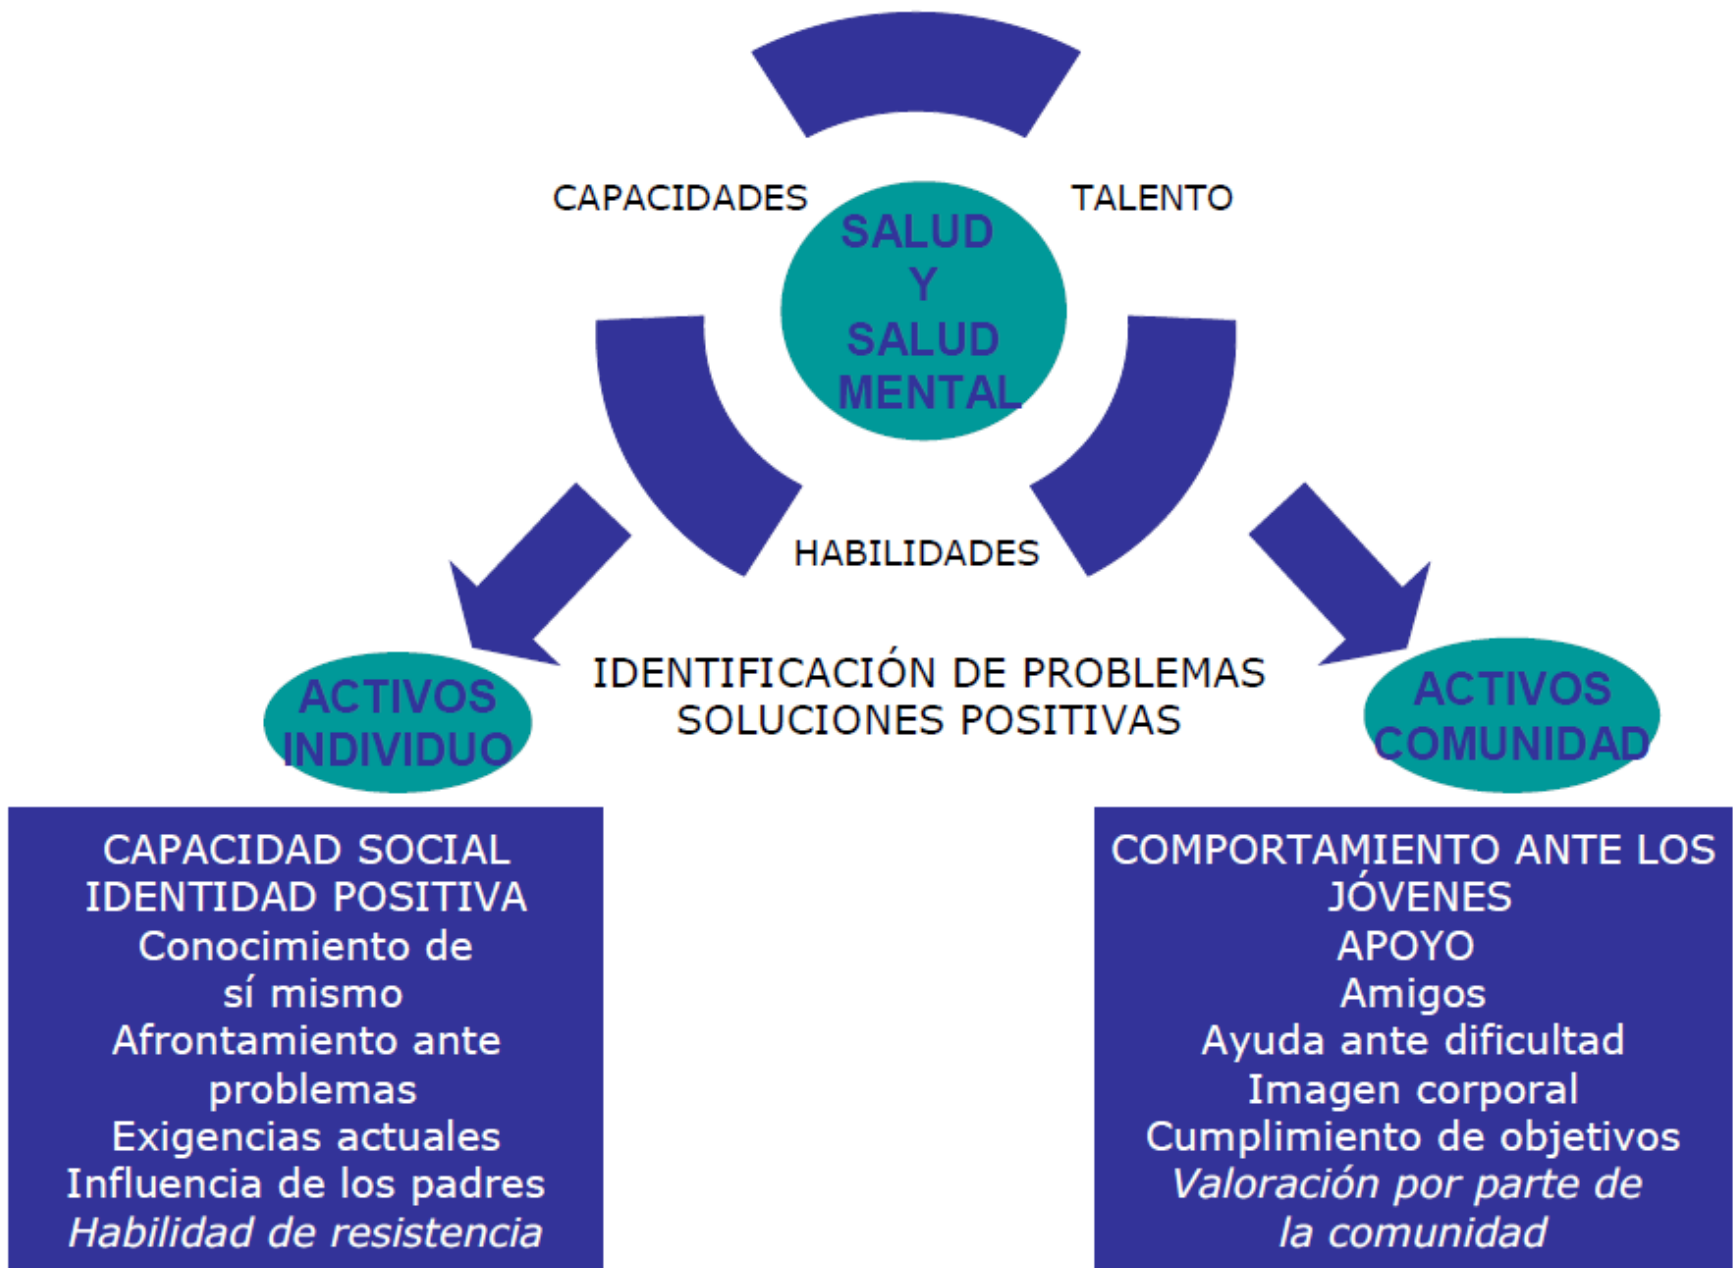 CAPACIDADES
TALENTO
SALUD
Y
SALUD
MENTAL
HABILIDADES
IDENTIFICACIÓN DE PROBLEMAS
SOLUCIONES POSITIVAS
ACTIVOS
INDIVIDUO
CAPACIDAD SOCIAL
IDENTIDAD POSITIVA
Conocimiento de
sí mismo
Afrontamiento ante
problemas
Exigencias actuales
Influencia de los padres
Habilidad de resistencia
ACTIVOS
COMUNIDAD
COMPORTAMIENTO ANTE LOS
JÓVENES
APOYO
Amigos
Ayuda ante dificultad
Imagen corporal
Cumplimiento de objetivos
Valoración por parte de
la comunidad